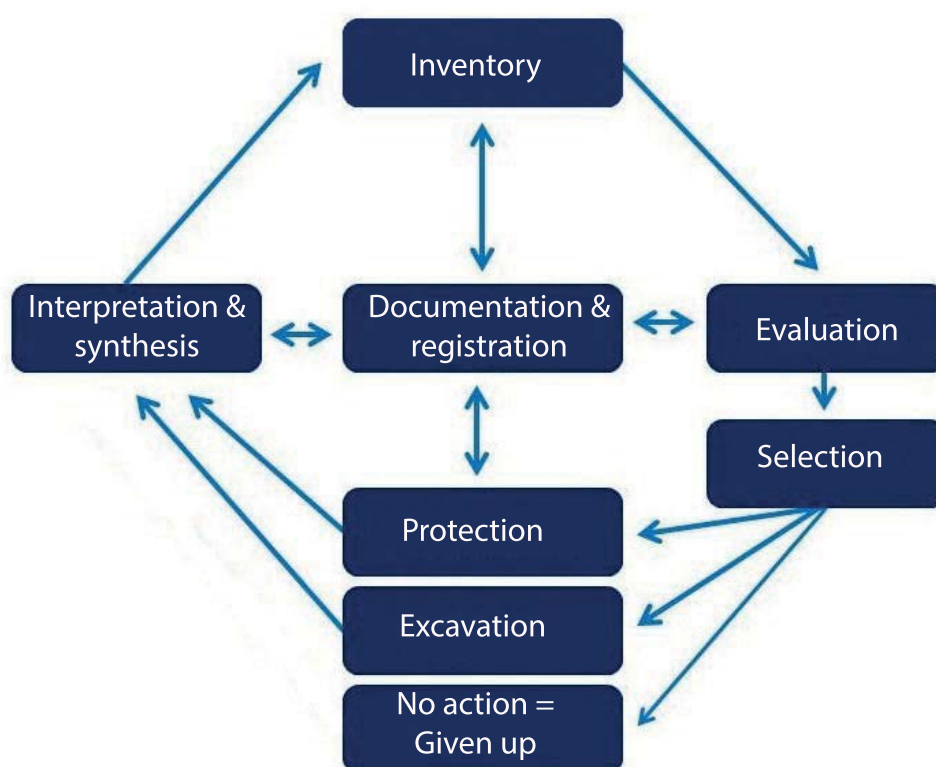 Inventory
Interpretation &
synthesis
Documentation &
registration
Evaluation
Selection
Protection
Excavation
No action =
Given up